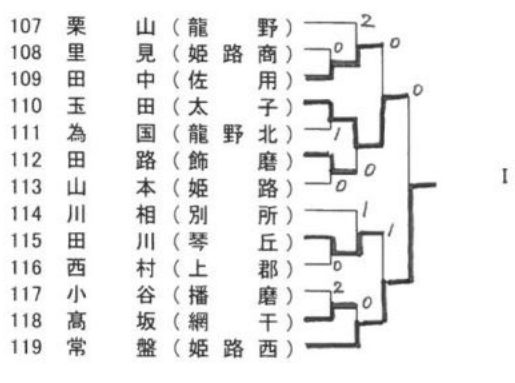 107 栗 山 ( 龍 野 ) 2
108 里 見 ( 姫 路 商 ) 0 0
109 田 中 ( 佐 用 )
110 玉 田 ( 太 子 ) 0
111 為 国 ( 龍 野 北 ) 1
112 田 路 ( 飾 磨 ) 0
113 山 本 ( 姫 路 ) 0 I
114 川 相 ( 別 所 ) 1
115 田 川 ( 琴 丘 ) 1
116 西 村 ( 上 郡 ) 0
117 小 谷 ( 播 磨 ) 2 0
118 髙 坂 ( 網 干 )
119 常 盤 ( 姫 路 西 )